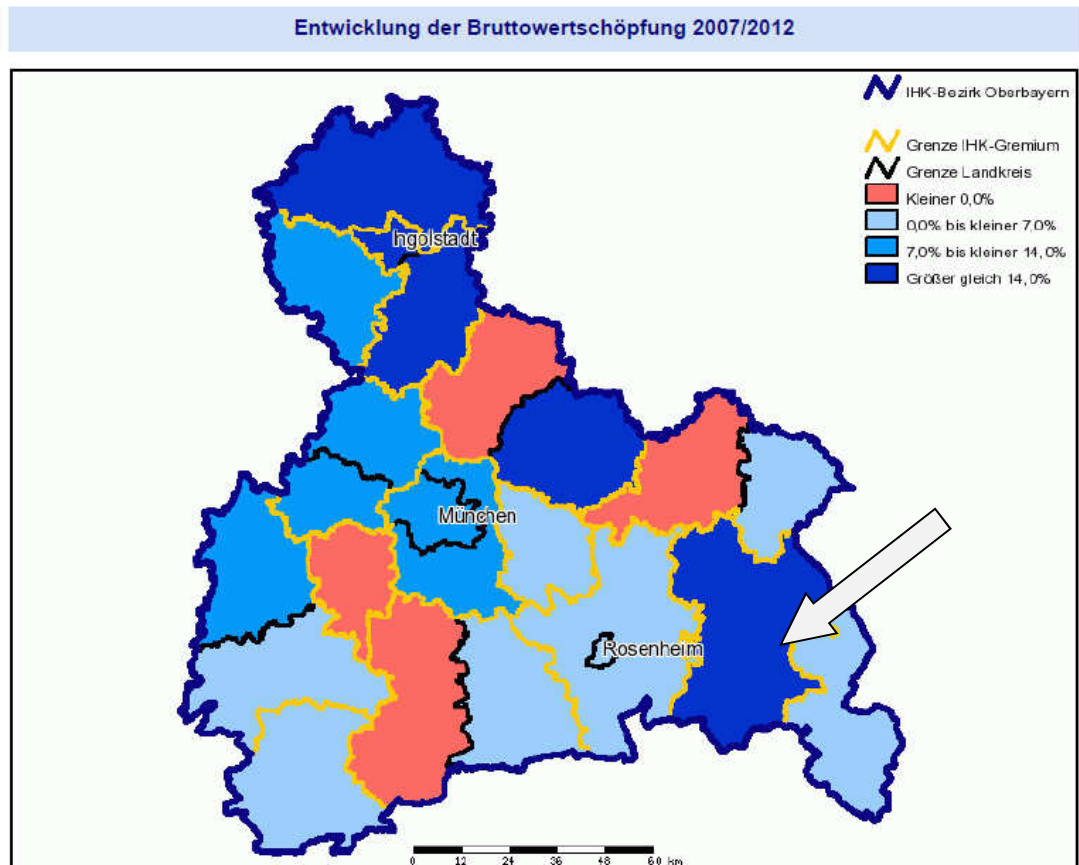 Entwicklung der Bruttowertschöpfung 2007/2012
IHK-Bezirk Oberbayern
Grenze IHK-Gremium
Grenze Landkreis
Kleiner 0,0%
0,0% bis kleiner 7,0%
7,0% bis kleiner 14,0%
Größer gleich 14,0%
Ingolstadt
München
Rosenheim
0 12 24 36 48 60 km